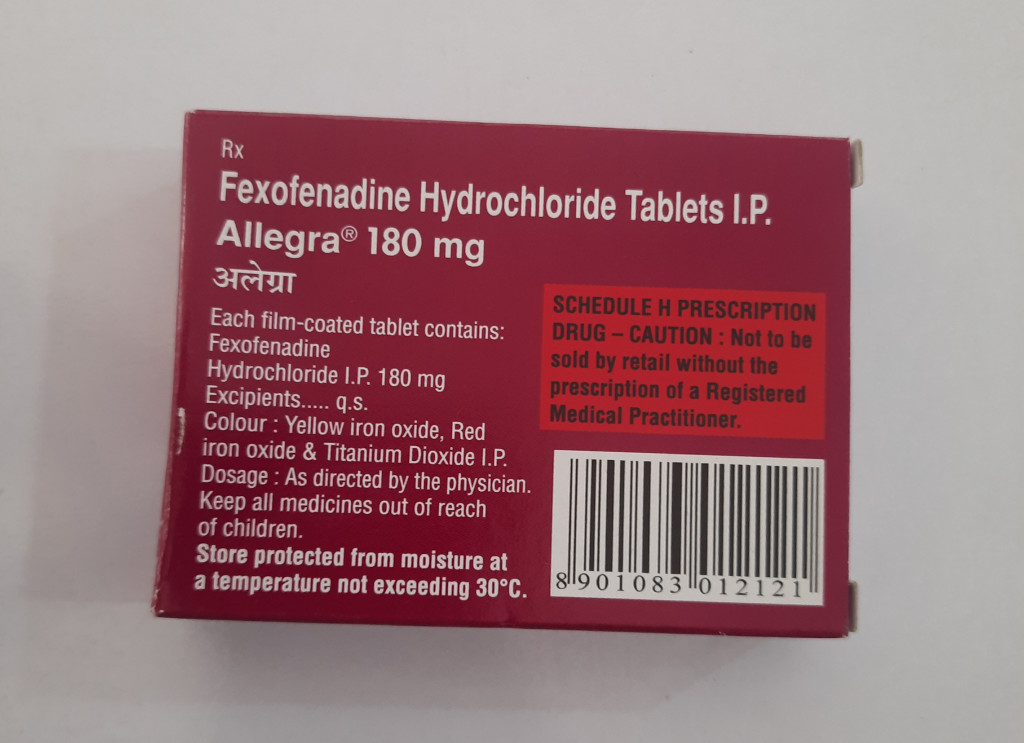 Rx
Fexofenadine Hydrochloride Tablets I.P.
Allegra® 180 mg
अलेग्रा
Each film-coated tablet contains:
Fexofenadine
Hydrochloride I.P. 180 mg
Excipients..... q.s.
Colour : Yellow iron oxide, Red
iron oxide & Titanium Dioxide I.P.
Dosage : As directed by the physician.
Keep all medicines out of reach
of children.
Store protected from moisture at
a temperature not exceeding 30°C.
SCHEDULE H PRESCRIPTION
DRUG – CAUTION : Not to be
sold by retail without the
prescription of a Registered
Medical Practitioner.
8 901083 012121